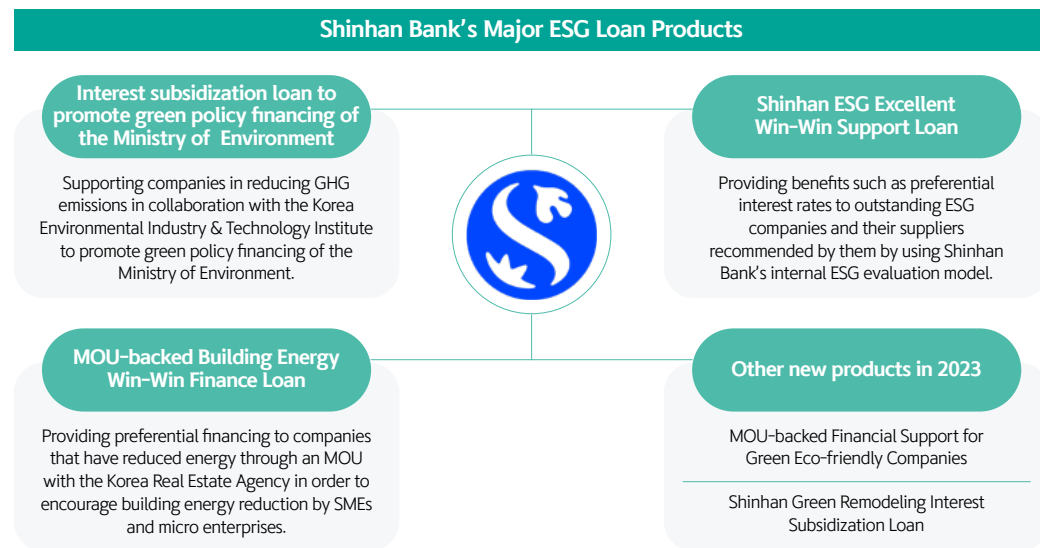 Shinhan Bank's Major ESG Loan Products
Interest subsidization loan to
promote green policy financing of
the Ministry of Environment
Supporting companies in reducing GHG
emissions in collaboration with the Korea
Environmental Industry & Technology Institute
to promote green policy financing of the
Ministry of Environment.
Shinhan ESG Excellent
Win-Win Support Loan
Providing benefits such as preferential
interest rates to outstanding ESG
companies and their suppliers
recommended by them by using Shinhan
Bank's internal ESG evaluation model.
MOU-backed Building Energy
Win-Win Finance Loan
Providing preferential financing to companies
that have reduced energy through an MOU
with the Korea Real Estate Agency in order to
encourage building energy reduction by SMEs
and micro enterprises.
Other new products in 2023
MOU-backed Financial Support for
Green Eco-friendly Companies
Shinhan Green Remodeling Interest
Subsidization Loan